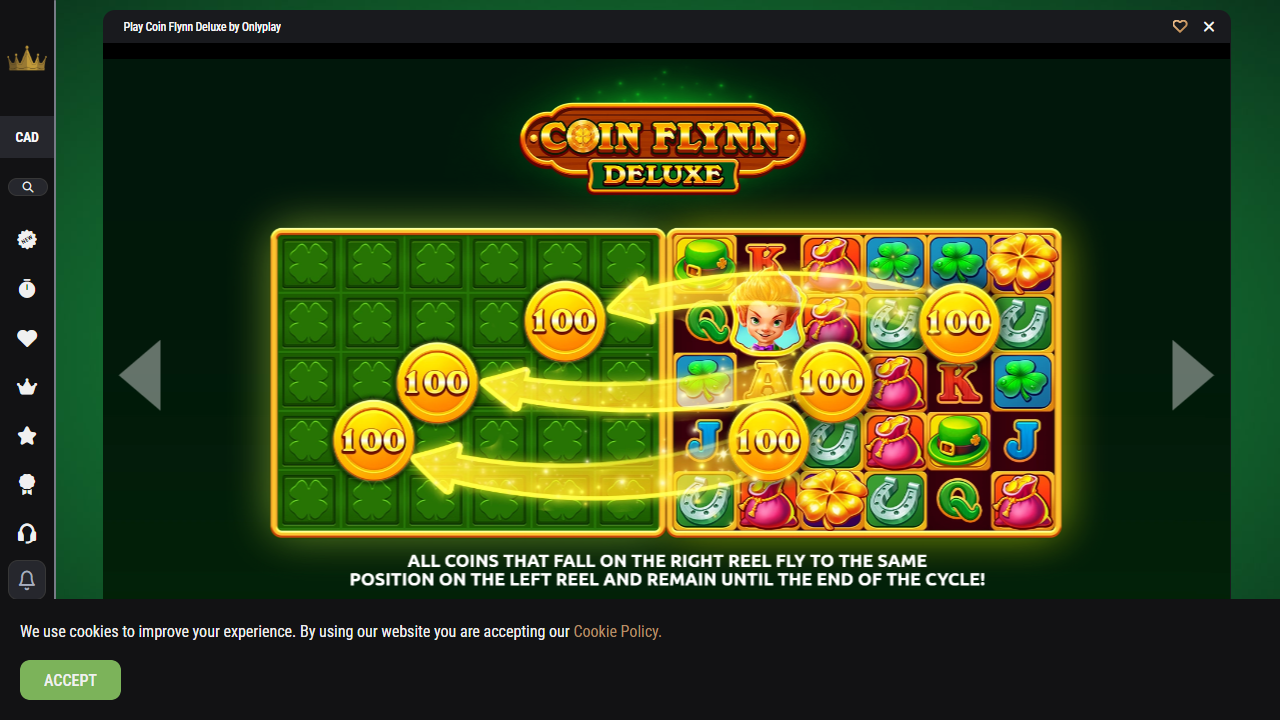 Play Coin Flynn Deluxe by Onlyplay
CAD
NEW
COIN FLYNN
DELUXE
K
100
Q
100
100
100
A
100
K
100
J
J
Q
ALL COINS THAT FALL ON THE RIGHT REEL FLY TO THE SAME
POSITION ON THE LEFT REEL AND REMAIN UNTIL THE END OF THE CYCLE!
We use cookies to improve your experience. By using our website you are accepting our Cookie Policy.
ACCEPT